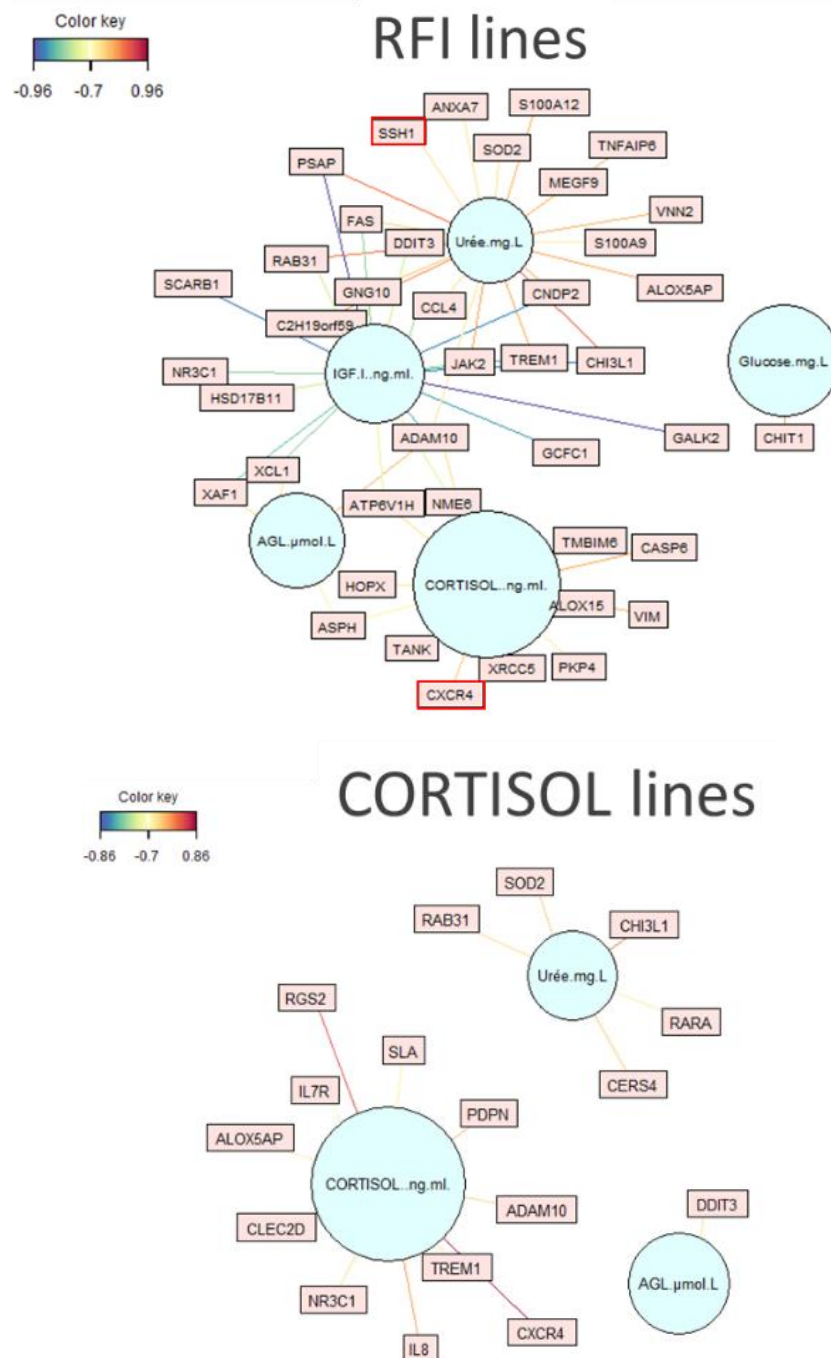 Color key
RFI lines
-0.96 -0.7 0.96
ANXA7
S100A12
SSH1
SOD2
TNFAIP6
PSAP
MEGF9
FAS
VNN2
DDIT3
Urée.mg.L
S100A9
RAB31
SCARB1
GNG10
CNDP2
ALOX5AP
CCL4
C2H19orf59
JAK2
TREM1
CHI3L1
Glucose.mg.L
NR3C1
IGF.I..ng.ml.
HSD17B11
ADAM10
GALK2
CHIT1
GCFC1
XCL1
XAF1
ATP6V1H
NME6
AGL.µmol.L
TMBIM6
CASP6
HOPX
CORTISOL..ng.ml.
ALOX15
VIM
ASPH
TANK
XRCC5
PKP4
CXCR4
CORTISOL lines
Color key
-0.86 -0.7 0.86
SOD2
RAB31
CHI3L1
Urée.mg.L
RGS2
RARA
SLA
IL7R
CERS4
PDPN
ALOX5AP
CORTISOL..ng.ml.
DDIT3
ADAM10
CLEC2D
TREM1
AGL.µmol.L
NR3C1
CXCR4
IL8